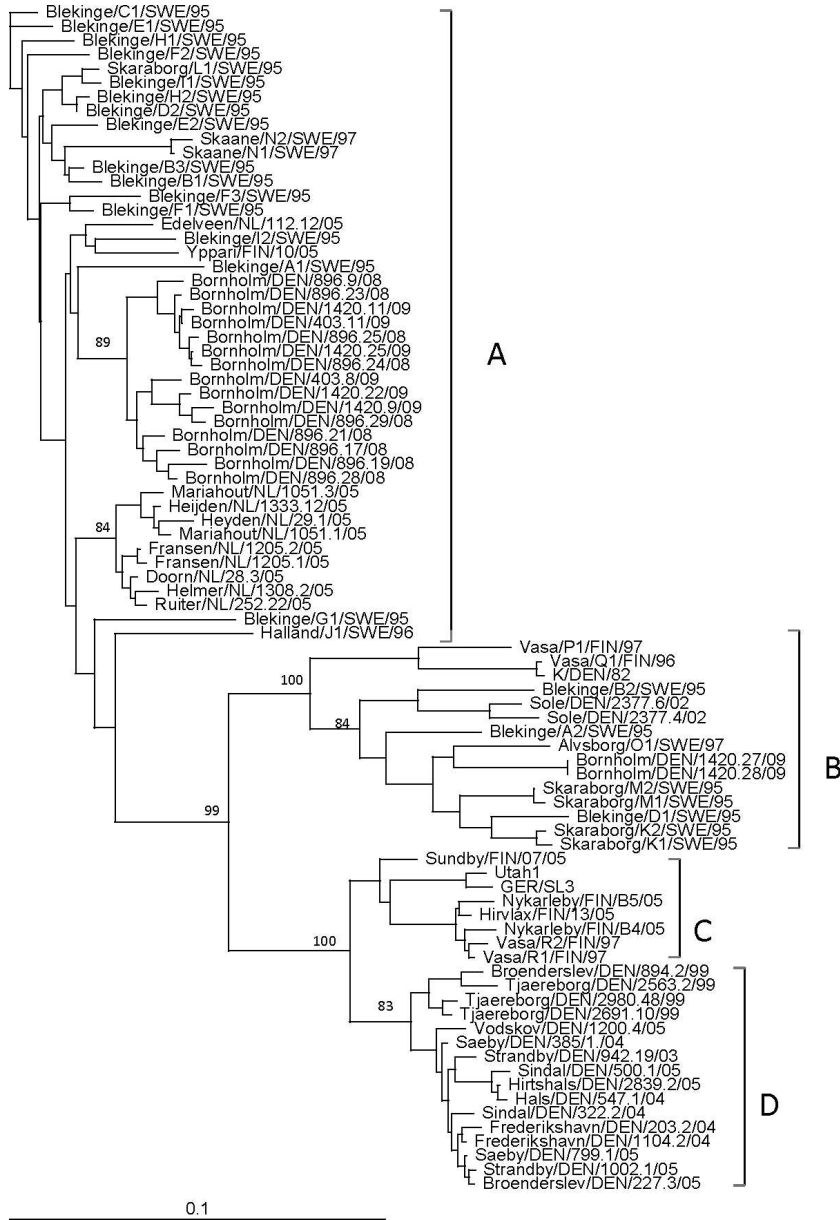 Blekinge/C1/SWE/95
Blekinge/E1/SWE/95
Blekinge/H1/SWE/95
Blekinge/F2/SWE/95
Skaraborg/L1/SWE/95
Blekinge/I1/SWE/95
Blekinge/H2/SWE/95
Blekinge/D2/SWE/95
Blekinge/E2/SWE/95
Skaane/N2/SWE/97
Skaane/N1/SWE/97
Blekinge/B3/SWE/95
Blekinge/B1/SWE/95
Blekinge/F3/SWE/95
Blekinge/F1/SWE/95
Edelveen/NL/112.12/05
Blekinge/I2/SWE/95
Yppari/FIN/10/05
Blekinge/A1/SWE/95
Bornholm/DEN/896.9/08
Bornholm/DEN/896.23/08
Bornholm/DEN/1420.11/09
Bornholm/DEN/403.11/09
Bornholm/DEN/896.25/08
89
Bornholm/DEN/1420.25/09
A
Bornholm/DEN/896.24/08
Bornholm/DEN/403.8/09
Bornholm/DEN/1420.22/09
Bornholm/DEN/1420.9/09
Bornholm/DEN/896.29/08
Bornholm/DEN/896.21/08
Bornholm/DEN/896.17/08
Bornholm/DEN/896.19/08
Bornholm/DEN/896.28/08
Mariahout/NL/1051.3/05
Heijden/NL/1333.12/05
Heyden/NL/29.1/05
84
Mariahout/NL/1051.1/05
Fransen/NL/1205.2/05
Fransen/NL/1205.1/05
Doorn/NL/28.3/05
Helmer/NL/1308.2/05
Ruiter/NL/252.22/05
Blekinge/G1/SWE/95
Halland/J1/SWE/96
Vasa/P1/FIN/97
Vasa/Q1/FIN/96
K/DEN/82
100
Blekinge/B2/SWE/95
Sole/DEN/2377.6/02
Sole/DEN/2377.4/02
84
Blekinge/A2/SWE/95
Alvsborg/O1/SWE/97
Bornholm/DEN/1420.27/09
B
Bornholm/DEN/1420.28/09
Skaraborg/M2/SWE/95
Skaraborg/M1/SWE/95
99
Blekinge/D1/SWE/95
Skaraborg/K2/SWE/95
Skaraborg/K1/SWE/95
Sundby/FIN/07/05
Utah1
GER/SL3
Nykarleby/FIN/B5/05
Hirvlax/FIN/13/05
Nykarleby/FIN/B4/05
C
100
Vasa/R2/FIN/97
Vasa/R1/FIN/97
Broenderslev/DEN/894.2/99
Tjaereborg/DEN/2563.2/99
Tjaereborg/DEN/2980.48/99
83
Tjaereborg/DEN/2691.10/99
Vodskov/DEN/1200.4/05
Saeby/DEN/385/1./04
Strandby/DEN/942.19/03
Sindal/DEN/500.1/05
Hirtshals/DEN/2839.2/05
Hals/DEN/547.1/04
D
Sindal/DEN/322.2/04
Frederikshavn/DEN/203.2/04
Frederikshavn/DEN/1104.2/04
Saeby/DEN/799.1/05
Strandby/DEN/1002.1/05
Broenderslev/DEN/227.3/05
0.1